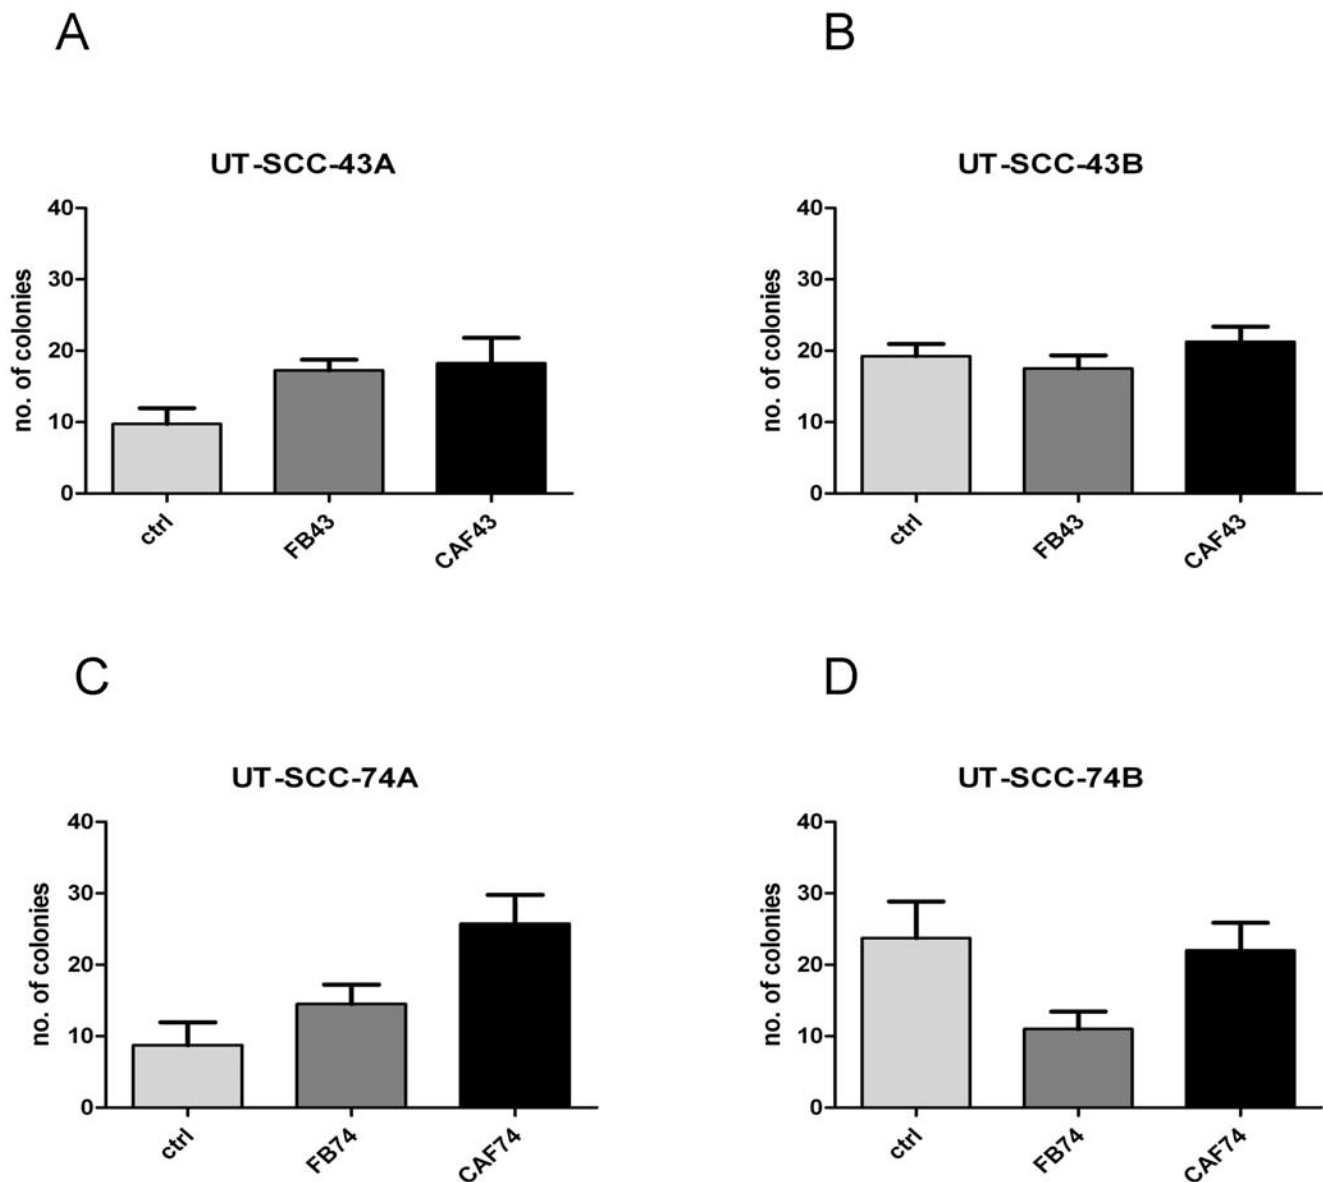 A
UT-SCC-43A
no. of colonies
40
30
20
10
0
ctrl
FB43
CAF43
B
UT-SCC-43B
no. of colonies
40
30
20
10
0
ctrl
FB43
CAF43
C
UT-SCC-74A
no. of colonies
40
30
20
10
0
ctrl
FB74
CAF74
D
UT-SCC-74B
no. of colonies
40
30
20
10
0
ctrl
FB74
CAF74